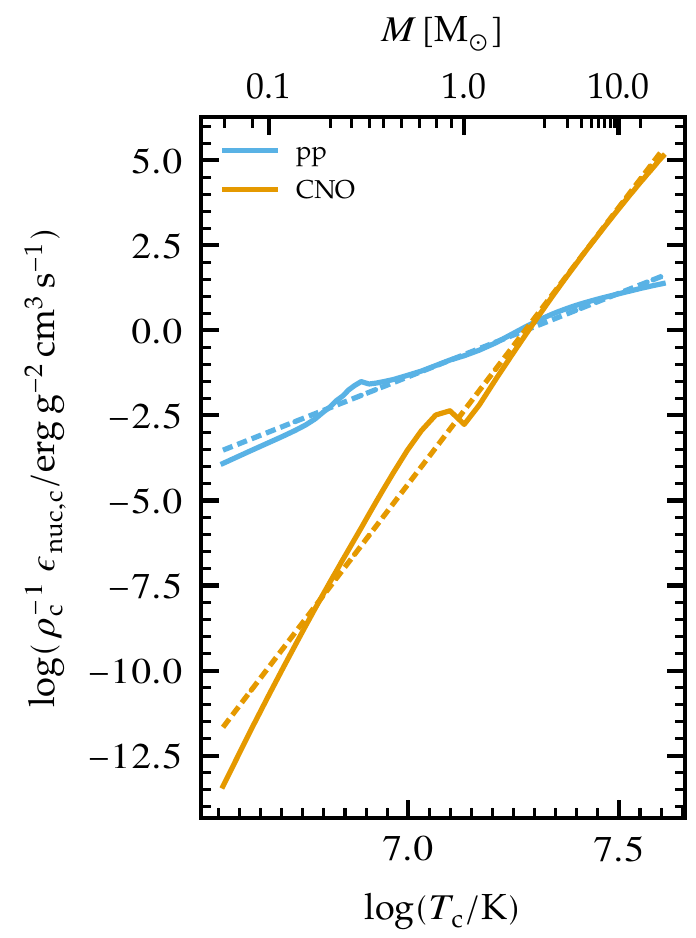 M [M⊙]
0.1 1.0 10.0
pp
CNO
5.0
2.5
0.0
−2.5
−5.0
−7.5
−10.0
−12.5
log(ρc⁻¹ ϵnuc,c/erg g⁻² cm³ s⁻¹)
7.0 7.5
log(Tc/K)